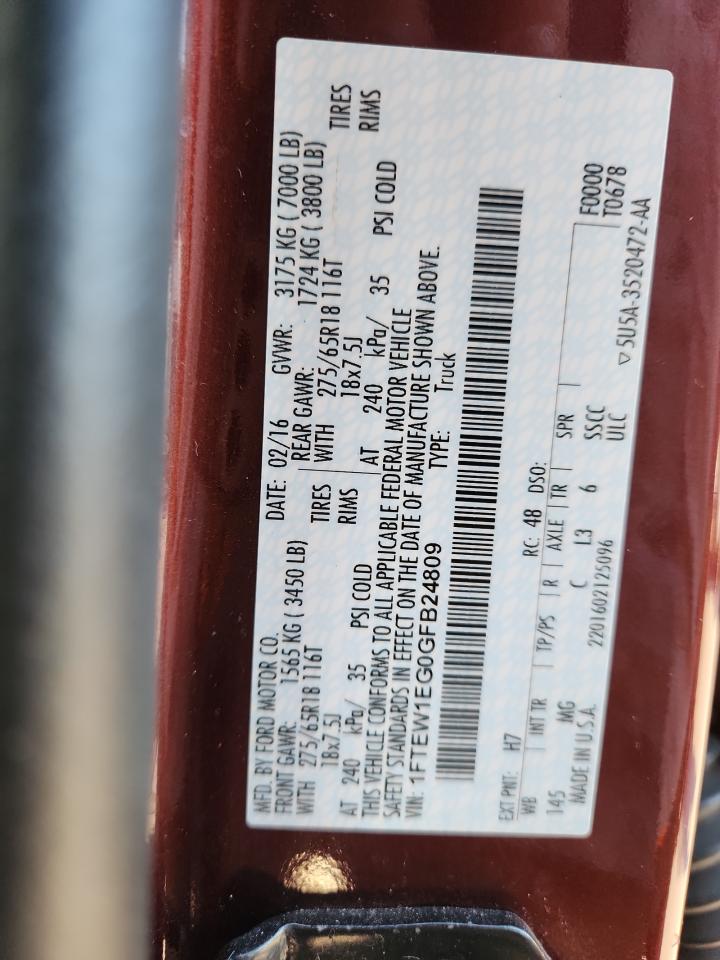 MFD. BY FORD MOTOR CO.
DATE: 02/16 GVWR: 3175 KG ( 7000 LB)
FRONT GAWR: 1565 KG ( 3450 LB)
REAR GAWR: 1724 KG ( 3800 LB)
WITH 275/65R18 116T TIRES
WITH 275/65R18 116T TIRES
18x7.5J RIMS
18x7.5J RIMS
AT 240 kPa/ 35 PSI COLD
AT 240 kPa/ 35 PSI COLD
THIS VEHICLE CONFORMS TO ALL APPLICABLE FEDERAL MOTOR VEHICLE
SAFETY STANDARDS IN EFFECT ON THE DATE OF MANUFACTURE SHOWN ABOVE.
VIN: 1FTEW1EG0GFB24809 TYPE: Truck
EXT PNT: H7 RC: 48 DSO: F0000
WB INT TR TP/PS R AXLE TR SPR T0678
145 MG C L3 6 SSCC
MADE IN U.S.A. 2201602125096 ULC
▽5U5A-3520472-AA